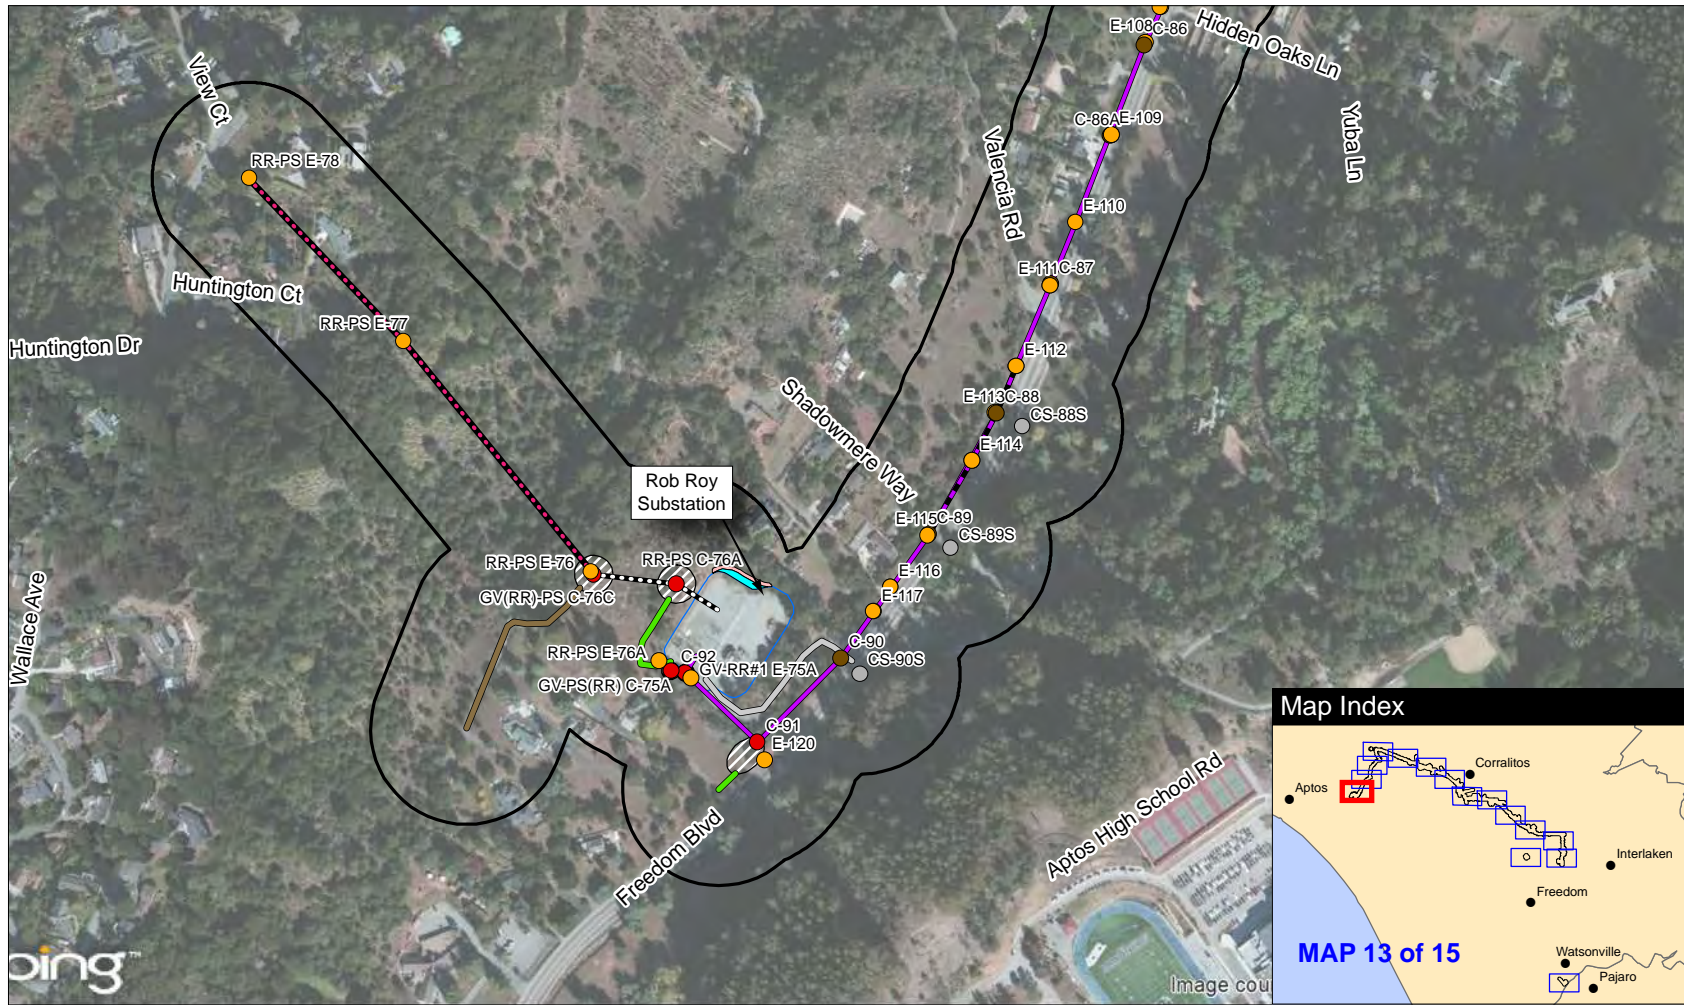 E-108
C-86
Hidden Oaks Ln
View Ct
C-86A
E-109
Yuba Ln
Valencia Rd
RR-PS E-78
E-110
E-111
C-87
Huntington Ct
RR-PS E-77
Huntington Dr
E-112
Shadowmere Way
E-113
C-88
CS-88S
E-114
Rob Roy
Substation
E-115
C-89
CS-89S
RR-PS E-76
RR-PS C-76A
E-116
GV(RR)-PS C-76C
E-117
Wallace Ave
RR-PS E-76A
C-92
C-90
GV-RR#1 E-75A
CS-90S
GV-PS(RR) C-75A
C-91
E-120
Freedom Blvd
Aptos High School Rd
bing™
Image cou
Map Index
Corralitos
Aptos
Interlaken
Freedom
Watsonville
Pajaro
MAP 13 of 15